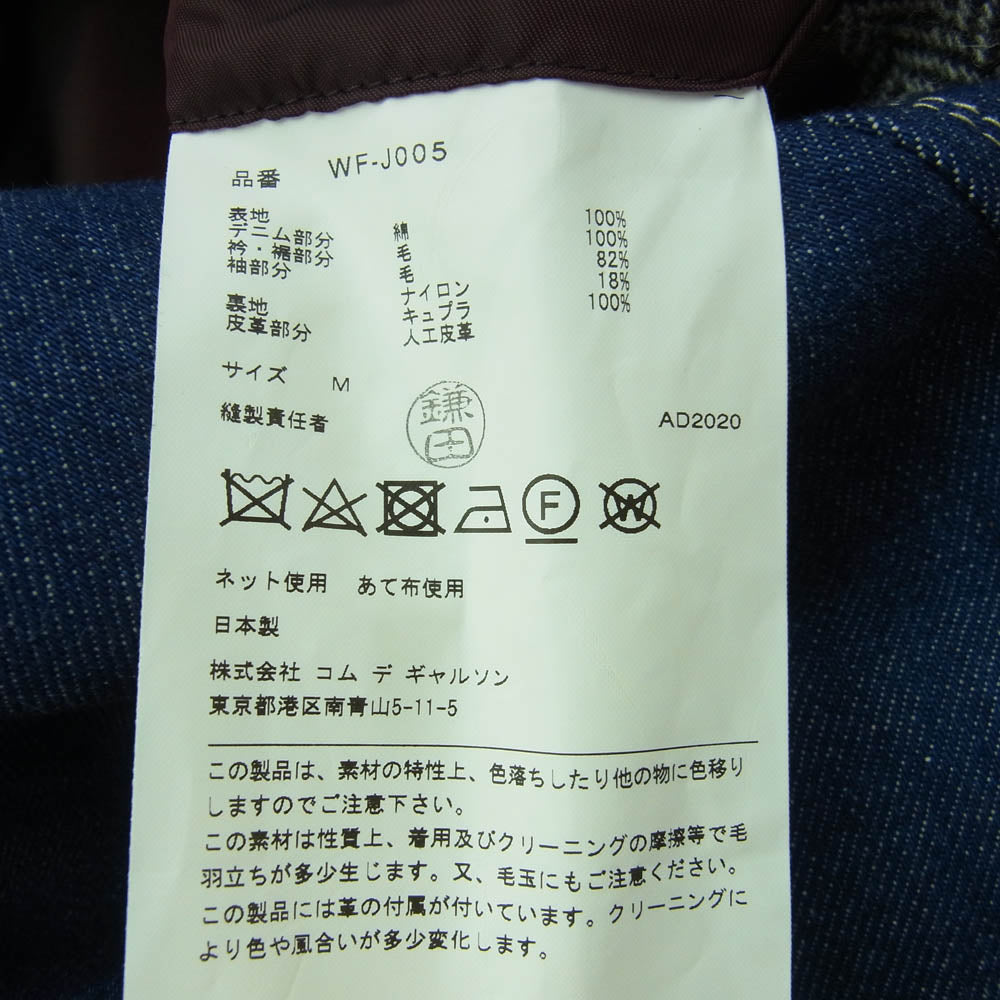 品番 WF-J005
表地
デニム部分 綿 100%
衿・裾部分 毛 100%
袖部分 毛 82%
ナイロン 18%
裏地 キュプラ 100%
皮革部分 人工皮革
サイズ M
縫製責任者 鎌田 AD2020
F W
ネット使用 あて布使用
日本製
株式会社 コム デ ギャルソン
東京都港区南青山5-11-5
この製品は、素材の特性上、色落ちしたり他の物に色移り
しますのでご注意下さい。
この素材は性質上、着用及びクリーニングの摩擦等で毛
羽立ちが多少生じます。又、毛玉にもご注意ください。
この製品には革の付属が付いています。クリーニングに
より色や風合いが多少変化します。